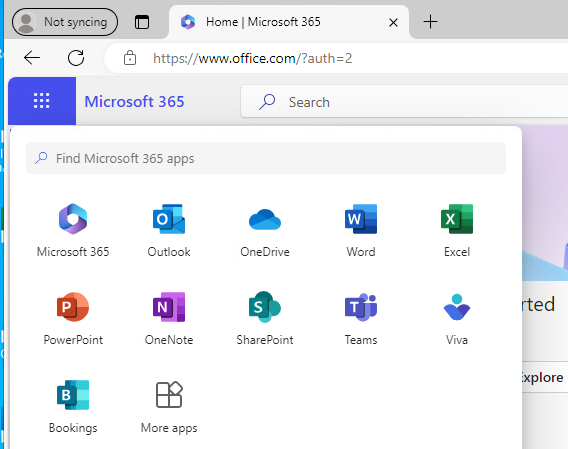 Not syncing
Home | Microsoft 365
https://www.office.com/?auth=2
Microsoft 365
Search
Find Microsoft 365 apps
Microsoft 365 Outlook OneDrive Word Excel
PowerPoint OneNote SharePoint Teams Viva
rted
Explore
Bookings More apps